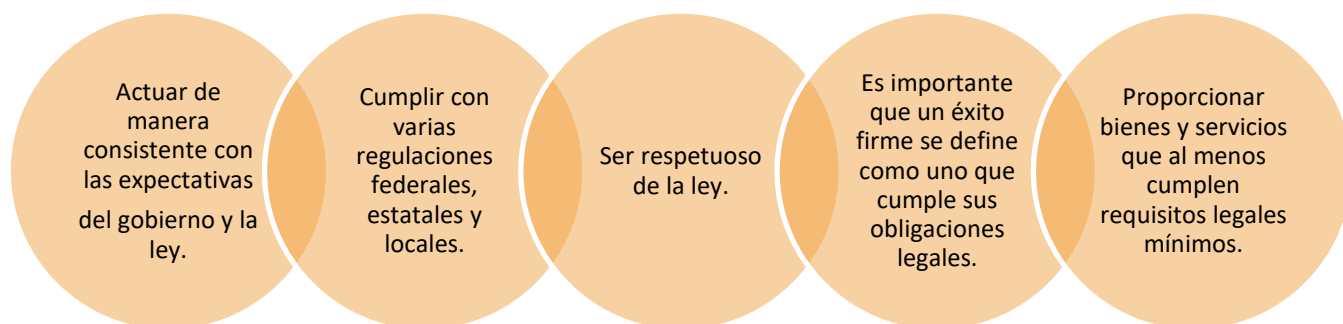 Actuar de
manera
consistente con
las expectativas
del gobierno y la
ley.
Cumplir con
varias
regulaciones
federales,
estatales y
locales.
Ser respetuoso
de la ley.
Es importante
que un éxito
firme se define
como uno que
cumple sus
obligaciones
legales.
Proporcionar
bienes y servicios
que al menos
cumplen
requisitos legales
mínimos.